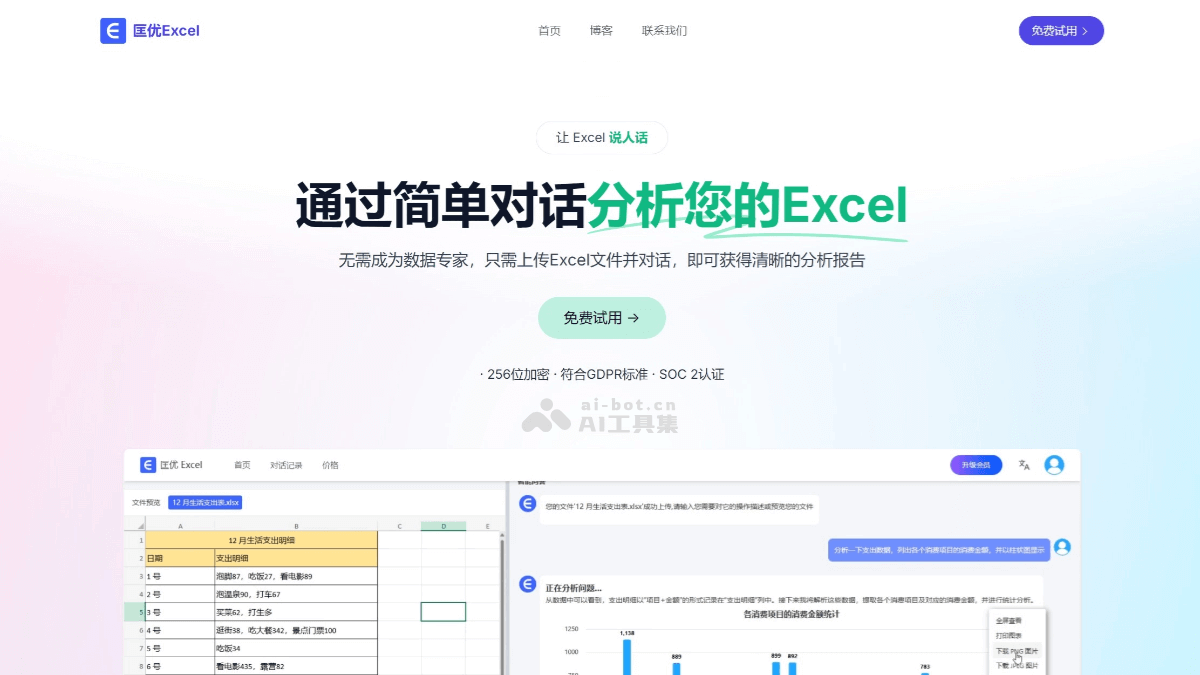 匡优Excel
首页 博客 联系我们
免费试用 >
让 Excel 说人话
通过简单对话分析您的Excel
无需成为数据专家，只需上传Excel文件并对话，即可获得清晰的分析报告
免费试用 →
· 256位加密 · 符合GDPR标准 · SOC 2认证
ai-bot.cn
AI工具集
匡优 Excel 首页 对话记录 价格 升级会员
文件预览 12 月生活支出表.xlsx
智能问答
您的文件'12 月生活支出表.xlsx'成功上传,请输入您需要对它的操作描述或预览您的文件
分析一下支出数据，列出各个消费项目的消费金额，并以柱状图显示
A B C D E
1 12 月生活支出明细
2 日期 支出明细
3 1 号 泡脚87，吃饭27，看电影89
4 2 号 泡温泉90，打车67
5 3 号 买菜62，打生多
6 4 号 逛街38，吃大餐342，景点门票100
7 5 号 吃饭34
8 6 号 看电影435，露营82
正在分析问题...
从数据中可以看到，支出明细以"项目+金额"的形式记录在"支出明细"列中。接下来我将解析这些数据，提取各个消费项目及对应的消费金额，并进行统计分析。
各消费项目的消费金额统计
1250
1000
750
1,138
889
899
892
783
全屏查看
打印图表
下载 PNG 图片
下载 JPEG 图片